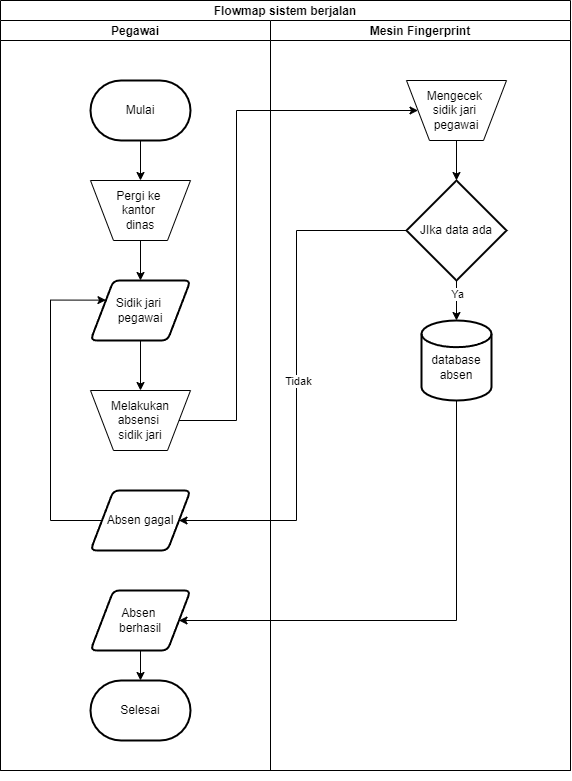 Flowmap sistem berjalan
Pegawai
Mesin Fingerprint
Mulai
Pergi ke
kantor
dinas
Sidik jari
pegawai
Melakukan
absensi
sidik jari
Absen gagal
Absen
berhasil
Selesai
Mengecek
sidik jari
pegawai
JIka data ada
Ya
Tidak
database
absen